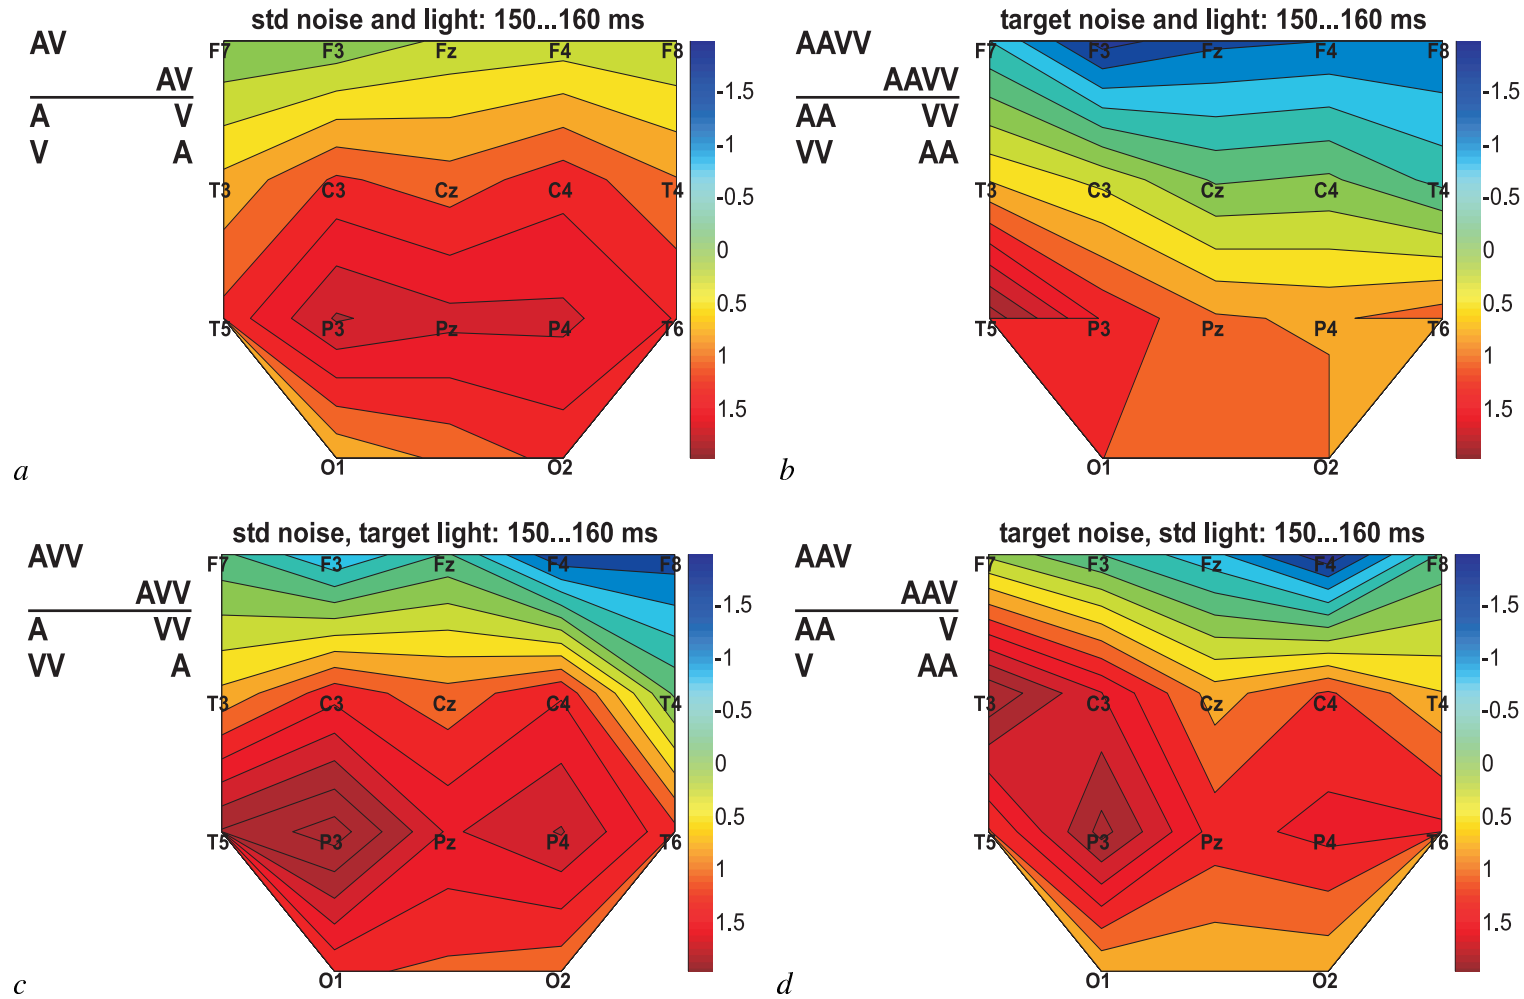 std noise and light: 150...160 ms
AV
AV
A V
V A
F7 F3 Fz F4 F8
T3 C3 Cz C4 T4
T5 P3 Pz P4 T6
O1 O2
-1.5
-1
-0.5
0
0.5
1
1.5
a
target noise and light: 150...160 ms
AAVV
AAVV
AA VV
VV AA
F7 F3 Fz F4 F8
T3 C3 Cz C4 T4
T5 P3 Pz P4 T6
O1 O2
-1.5
-1
-0.5
0
0.5
1
1.5
b
std noise, target light: 150...160 ms
AVV
AVV
A VV
VV A
F7 F3 Fz F4 F8
T3 C3 Cz C4 T4
T5 P3 Pz P4 T6
O1 O2
-1.5
-1
-0.5
0
0.5
1
1.5
c
target noise, std light: 150...160 ms
AAV
AAV
AA V
V AA
F7 F3 Fz F4 F8
T3 C3 Cz C4 T4
T5 P3 Pz P4 T6
O1 O2
-1.5
-1
-0.5
0
0.5
1
1.5
d